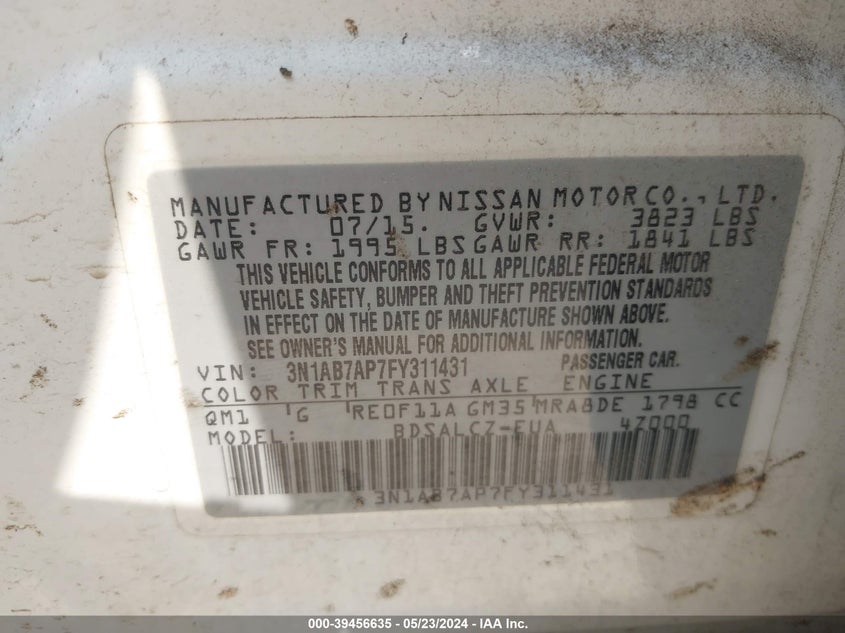 MANUFACTURED BY NISSAN MOTOR CO., LTD.
DATE: 07/15. GVWR: 3823 LBS
GAWR FR: 1995 LBS GAWR RR: 1841 LBS
THIS VEHICLE CONFORMS TO ALL APPLICABLE FEDERAL MOTOR
VEHICLE SAFETY, BUMPER AND THEFT PREVENTION STANDARDS
IN EFFECT ON THE DATE OF MANUFACTURE SHOWN ABOVE.
SEE OWNER'S MANUAL FOR ADDITIONAL INFORMATION.
VIN: 3N1AB7AP7FY311431 PASSENGER CAR.
COLOR TRIM TRANS AXLE ENGINE
QM1 G RE0F11A GM35 MRA8DE 1798 CC
MODEL: BDSALCZ-EUA 4Z000
3N1AB7AP7FY311431
000-39456635 - 05/23/2024 - IAA Inc.